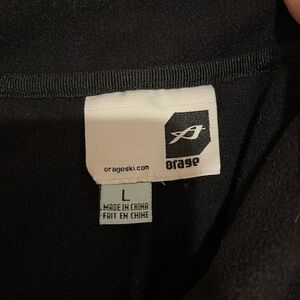 orageski.com
orage
L
MADE IN CHINA
FAIT EN CHINE